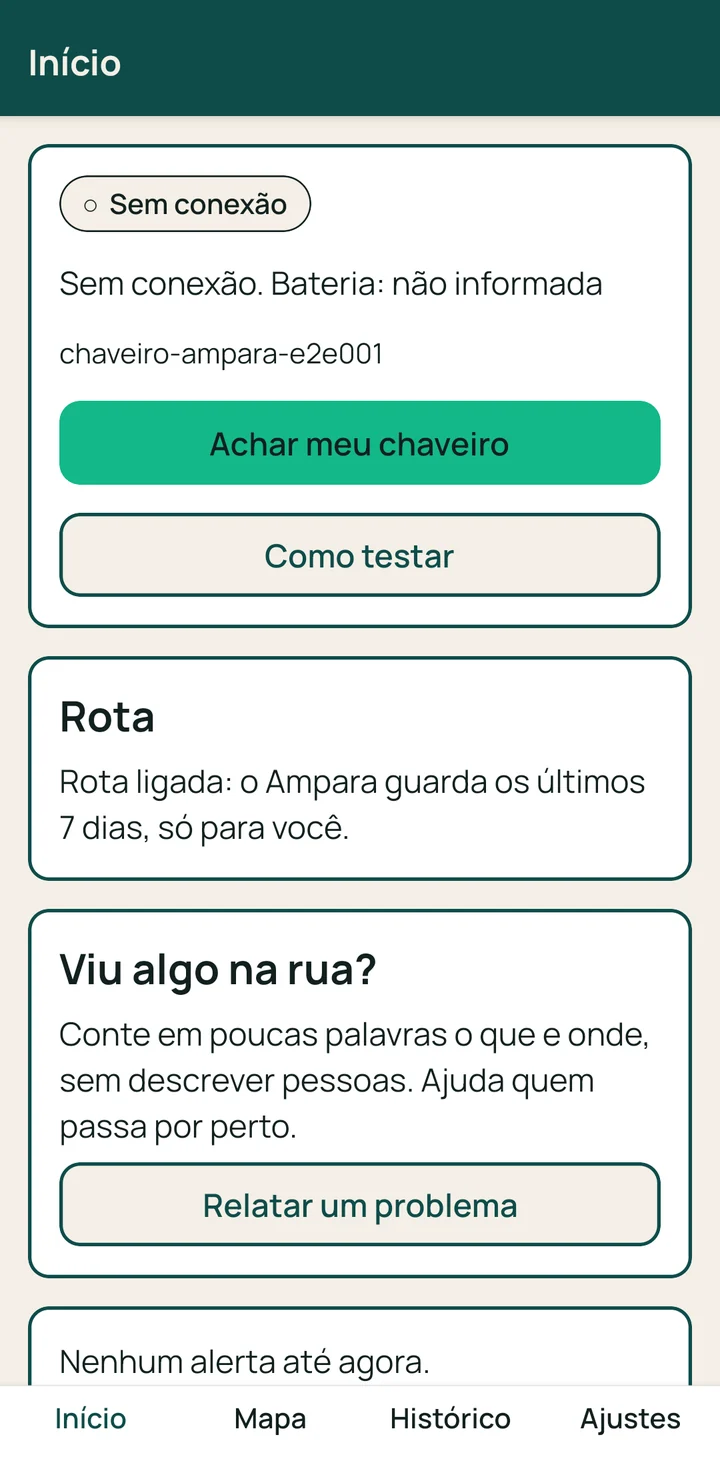 Início
○ Sem conexão
Sem conexão. Bateria: não informada
chaveiro-ampara-e2e001
Achar meu chaveiro
Como testar
Rota
Rota ligada: o Ampara guarda os últimos
7 dias, só para você.
Viu algo na rua?
Conte em poucas palavras o que e onde,
sem descrever pessoas. Ajuda quem
passa por perto.
Relatar um problema
Nenhum alerta até agora.
Início
Mapa
Histórico
Ajustes